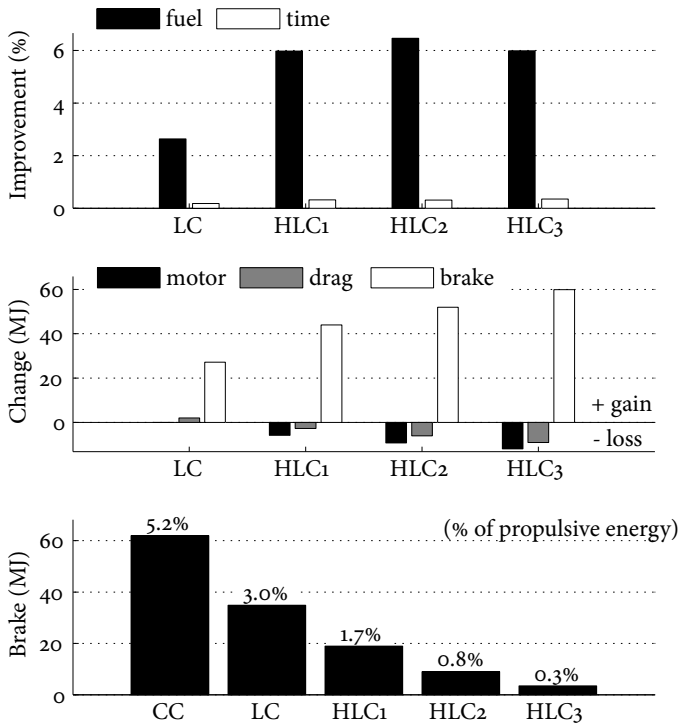 fuel time
Improvement (%)
6
4
2
0
LC HLC1 HLC2 HLC3
motor drag brake
Change (MJ)
60
40
20
0
+ gain
- loss
LC HLC1 HLC2 HLC3
(% of propulsive energy)
Brake (MJ)
60
40
20
0
5.2%
3.0%
1.7%
0.8%
0.3%
CC LC HLC1 HLC2 HLC3